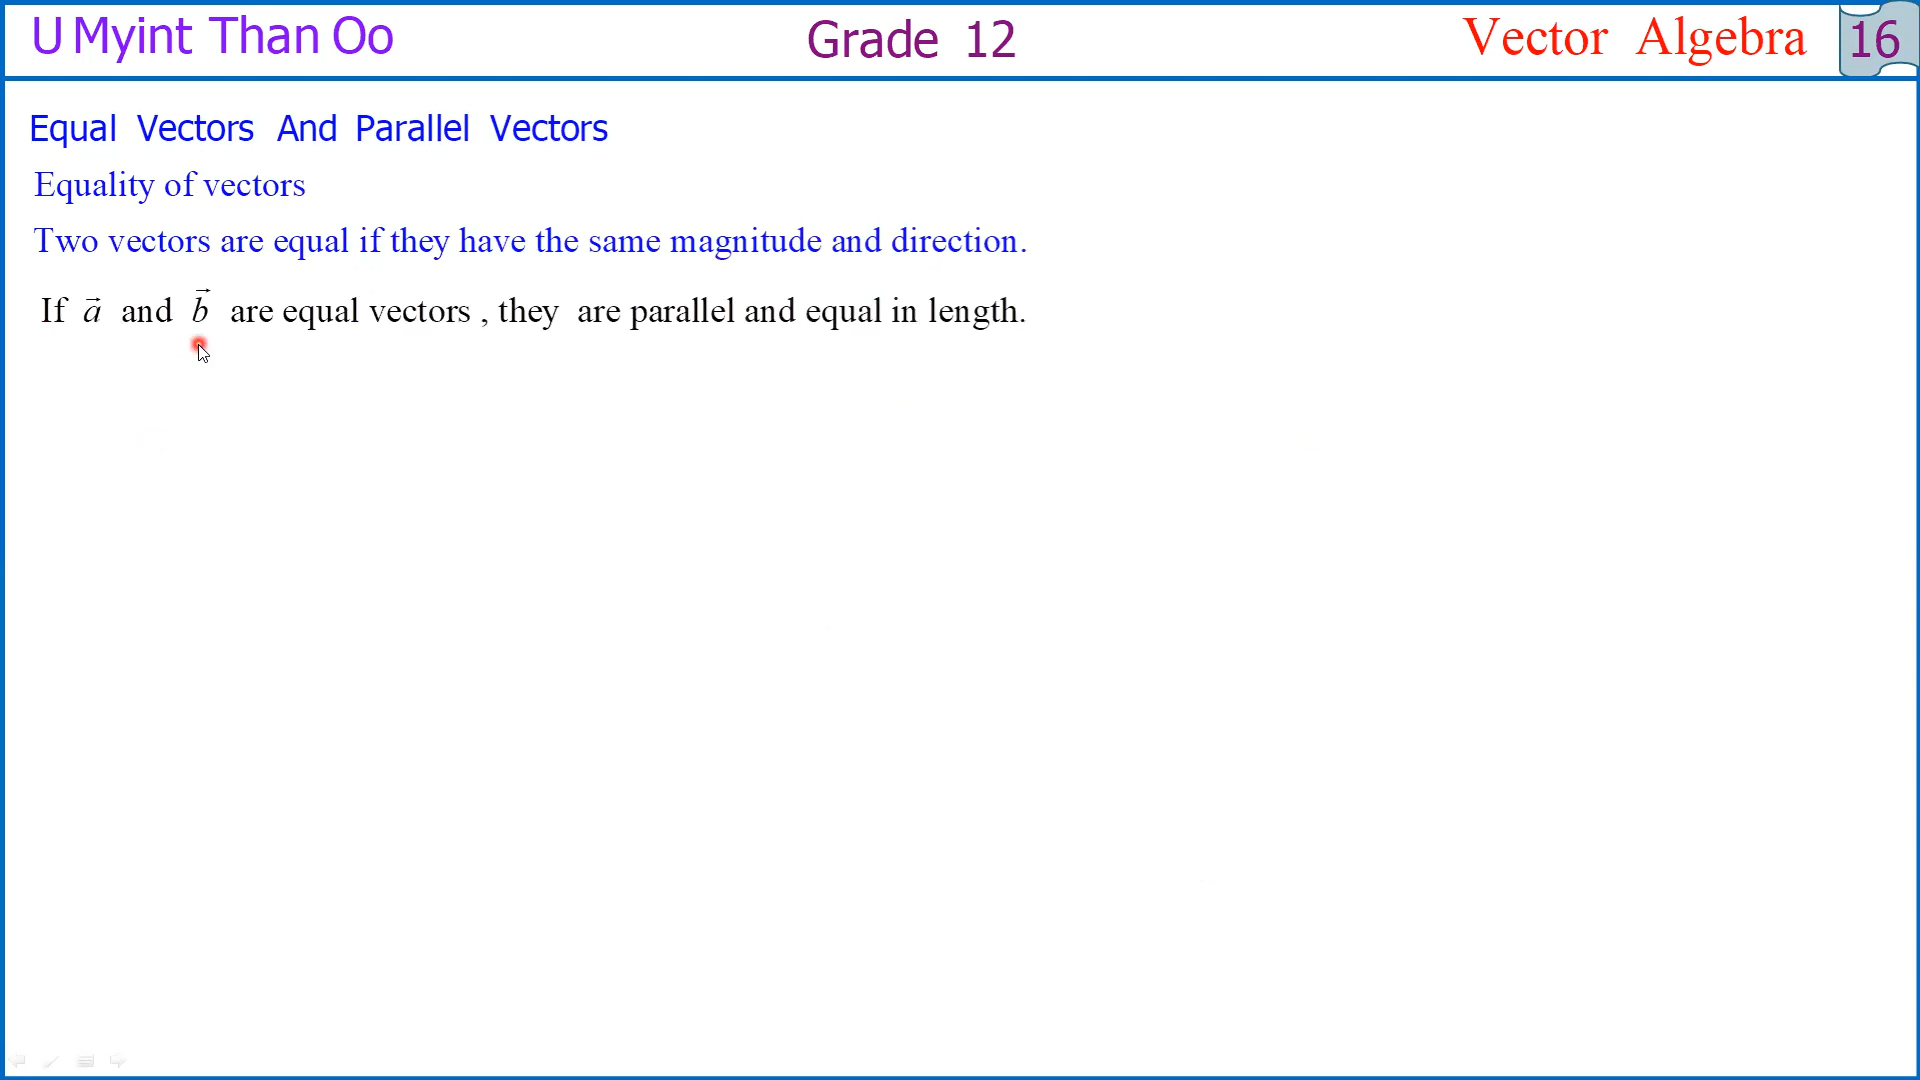 U Myint Than Oo
Grade 12
Vector Algebra
16
Equal Vectors And Parallel Vectors
Equality of vectors
Two vectors are equal if they have the same magnitude and direction.
If a⃗ and b⃗ are equal vectors , they are parallel and equal in length.